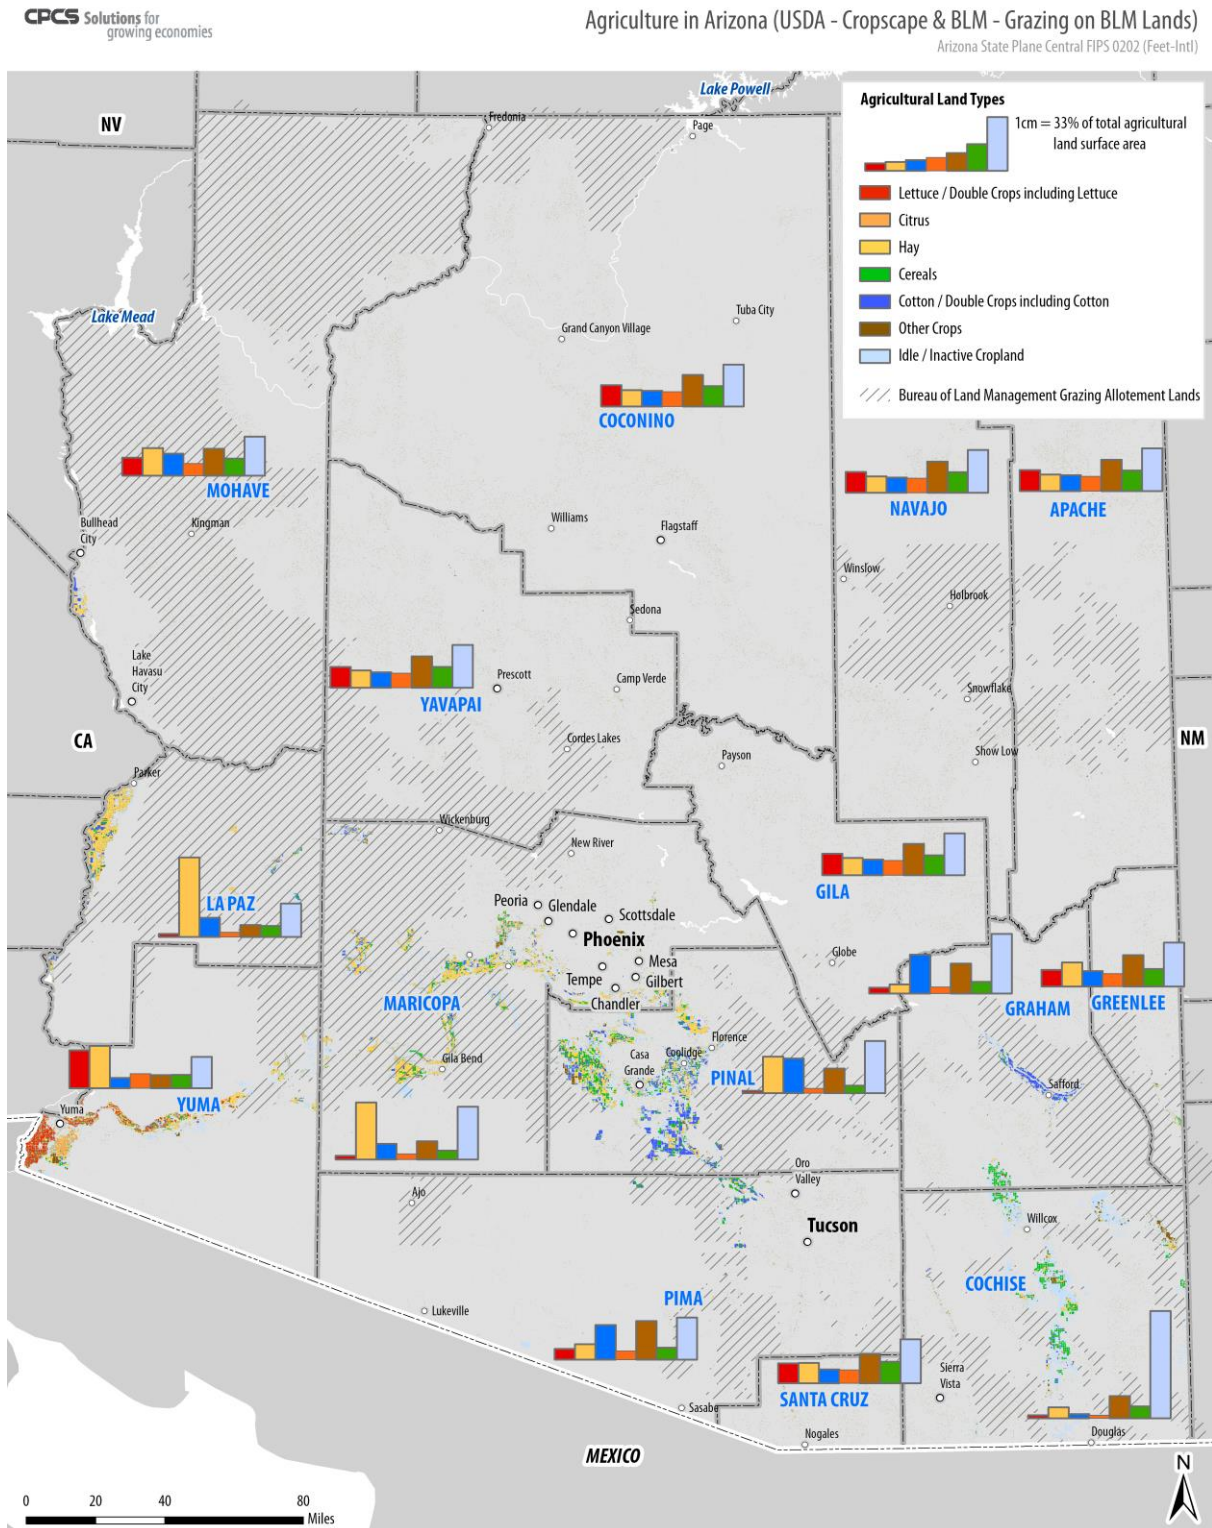 CPCS Solutions for
growing economies
Agriculture in Arizona (USDA - Cropscape & BLM - Grazing on BLM Lands)
Arizona State Plane Central FIPS 0202 (Feet-Intl)
Agricultural Land Types
1cm = 33% of total agricultural
land surface area
Lettuce / Double Crops including Lettuce
Citrus
Hay
Cereals
Cotton / Double Crops including Cotton
Other Crops
Idle / Inactive Cropland
Bureau of Land Management Grazing Allotement Lands
NV
Lake Powell
Fredonia
Page
Lake Mead
Tuba City
Grand Canyon Village
COCONINO
MOHAVE
NAVAJO
APACHE
Bullhead
City
Kingman
Williams
Flagstaff
Winslow
Holbrook
Sedona
Lake
Havasu
City
Prescott
Camp Verde
YAVAPAI
Snowflake
CA
NM
Cordes Lakes
Payson
Show Low
Parker
Wickenburg
New River
GILA
LA PAZ
Peoria
Glendale
Scottsdale
Phoenix
Globe
Mesa
Tempe
Gilbert
Chandler
MARICOPA
GRAHAM
GREENLEE
Florence
Casa
Grande
Coolidge
Gila Bend
PINAL
Safford
YUMA
Yuma
Oro
Valley
Ajo
Tucson
Willcox
COCHISE
PIMA
Lukeville
Sierra
Vista
SANTA CRUZ
Sasabe
Nogales
Douglas
MEXICO
N
0 20 40 80
Miles